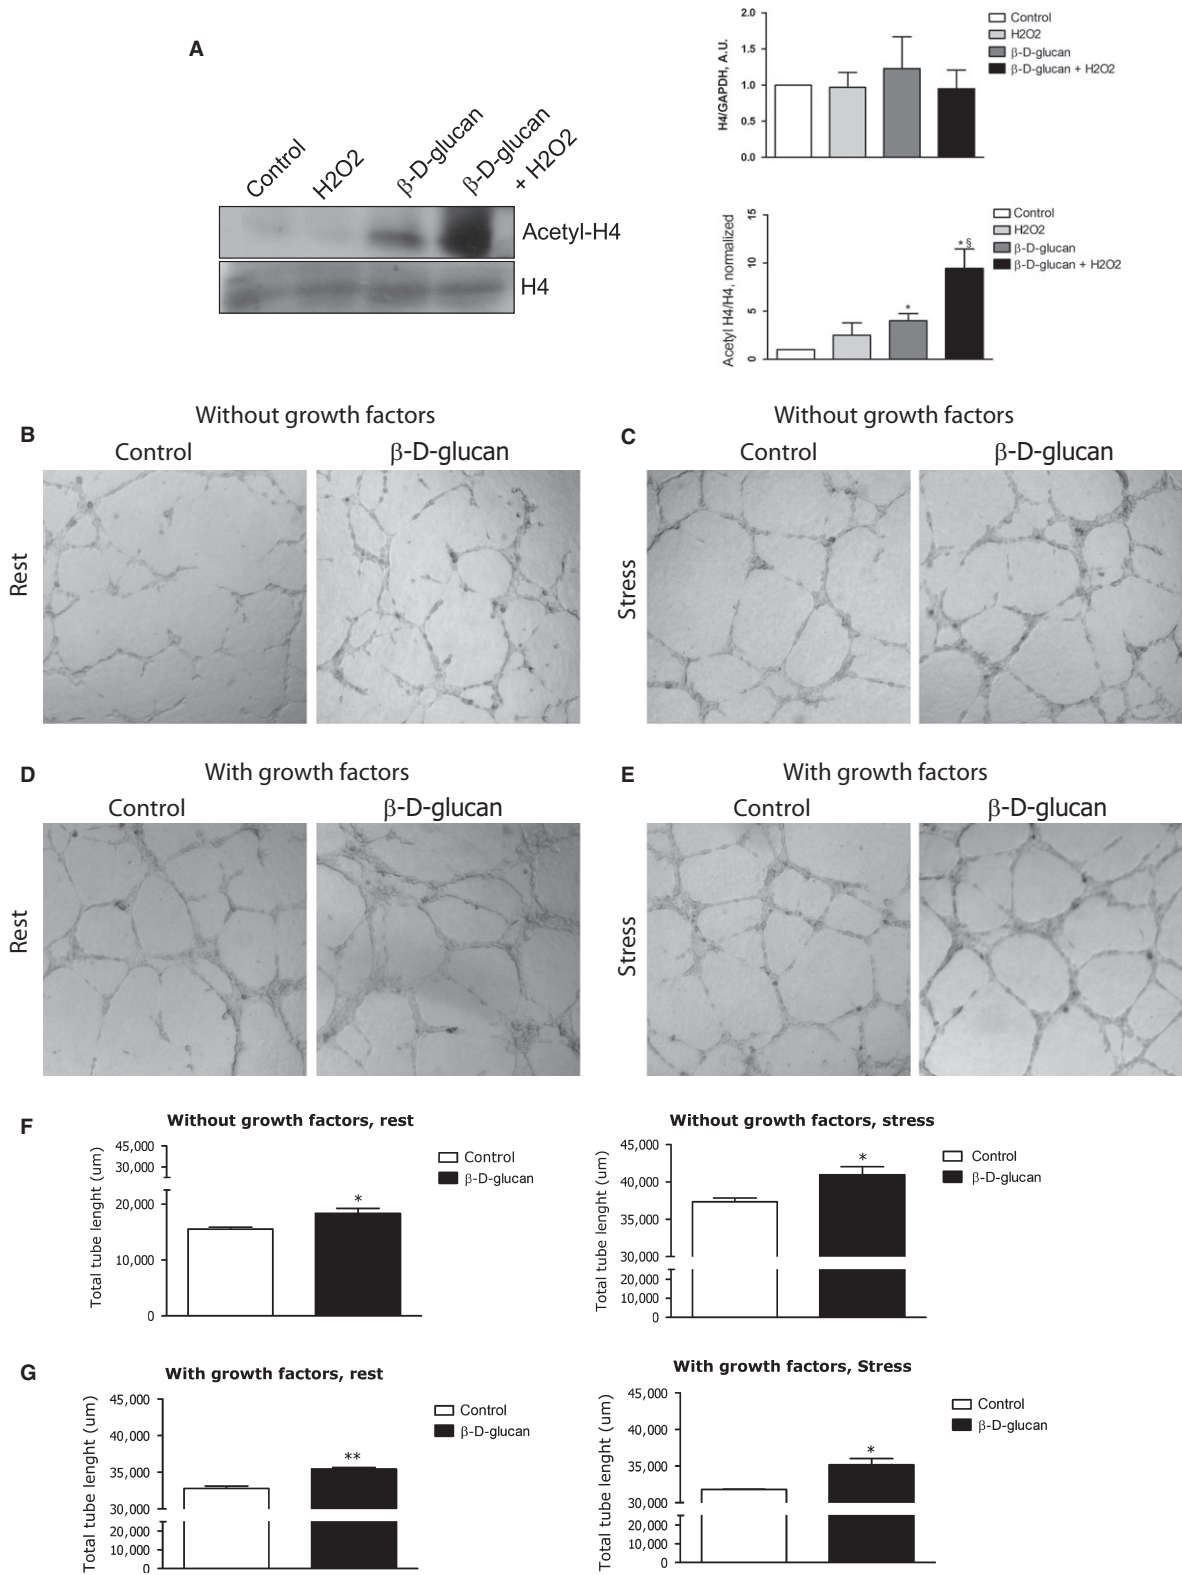 A
Control
H2O2
β-D-glucan
β-D-glucan
+ H2O2
Acetyl-H4
H4
H4/GAPDH, A.U.
2.0
1.5
1.0
0.5
0.0
Control
H2O2
β-D-glucan
β-D-glucan + H2O2
Acetyl H4/H4, normalized
15
10
5
0
*
* §
Control
H2O2
β-D-glucan
β-D-glucan + H2O2
B
Without growth factors
Control
β-D-glucan
Rest
C
Without growth factors
Control
β-D-glucan
Stress
D
With growth factors
Control
β-D-glucan
Rest
E
With growth factors
Control
β-D-glucan
Stress
F
Without growth factors, rest
Total tube lenght (um)
45,000
30,000
20,000
10,000
0
*
Control
β-D-glucan
Without growth factors, stress
Total tube lenght (um)
45,000
40,000
35,000
30,000
20,000
10,000
0
*
Control
β-D-glucan
G
With growth factors, rest
Total tube lenght (um)
45,000
40,000
35,000
30,000
20,000
10,000
0
**
Control
β-D-glucan
With growth factors, Stress
Total tube lenght (um)
45,000
40,000
35,000
30,000
20,000
10,000
0
*
Control
β-D-glucan